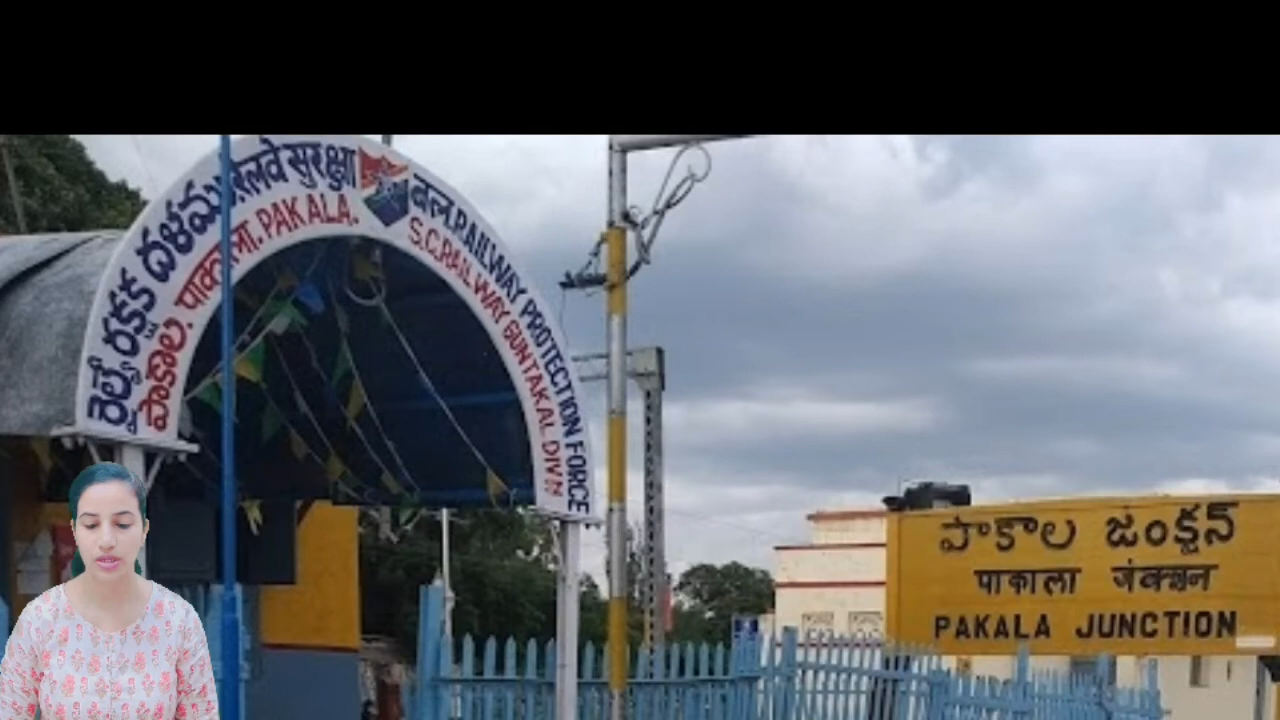 రైల్వే రక్షక దళము. रेलवे सुरक्षा बल. RAILWAY PROTECTION FORCE
పాకాల. पाकाला. PAKALA. S.C.RAILWAY GUNTAKAL DIVN
పాకాల జంక్షన్
पाकाला जंक्शन
PAKALA JUNCTION